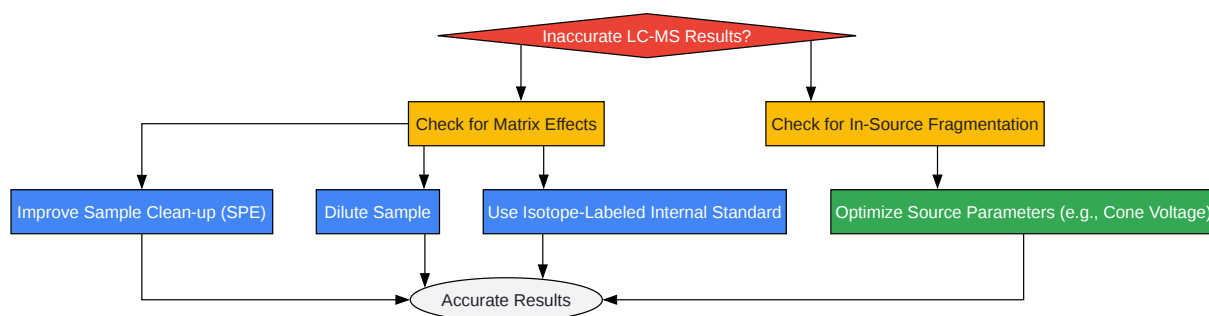 Inaccurate LC-MS Results?
Check for Matrix Effects
Check for In-Source Fragmentation
Improve Sample Clean-up (SPE)
Dilute Sample
Use Isotope-Labeled Internal Standard
Optimize Source Parameters (e.g., Cone Voltage)
Accurate Results